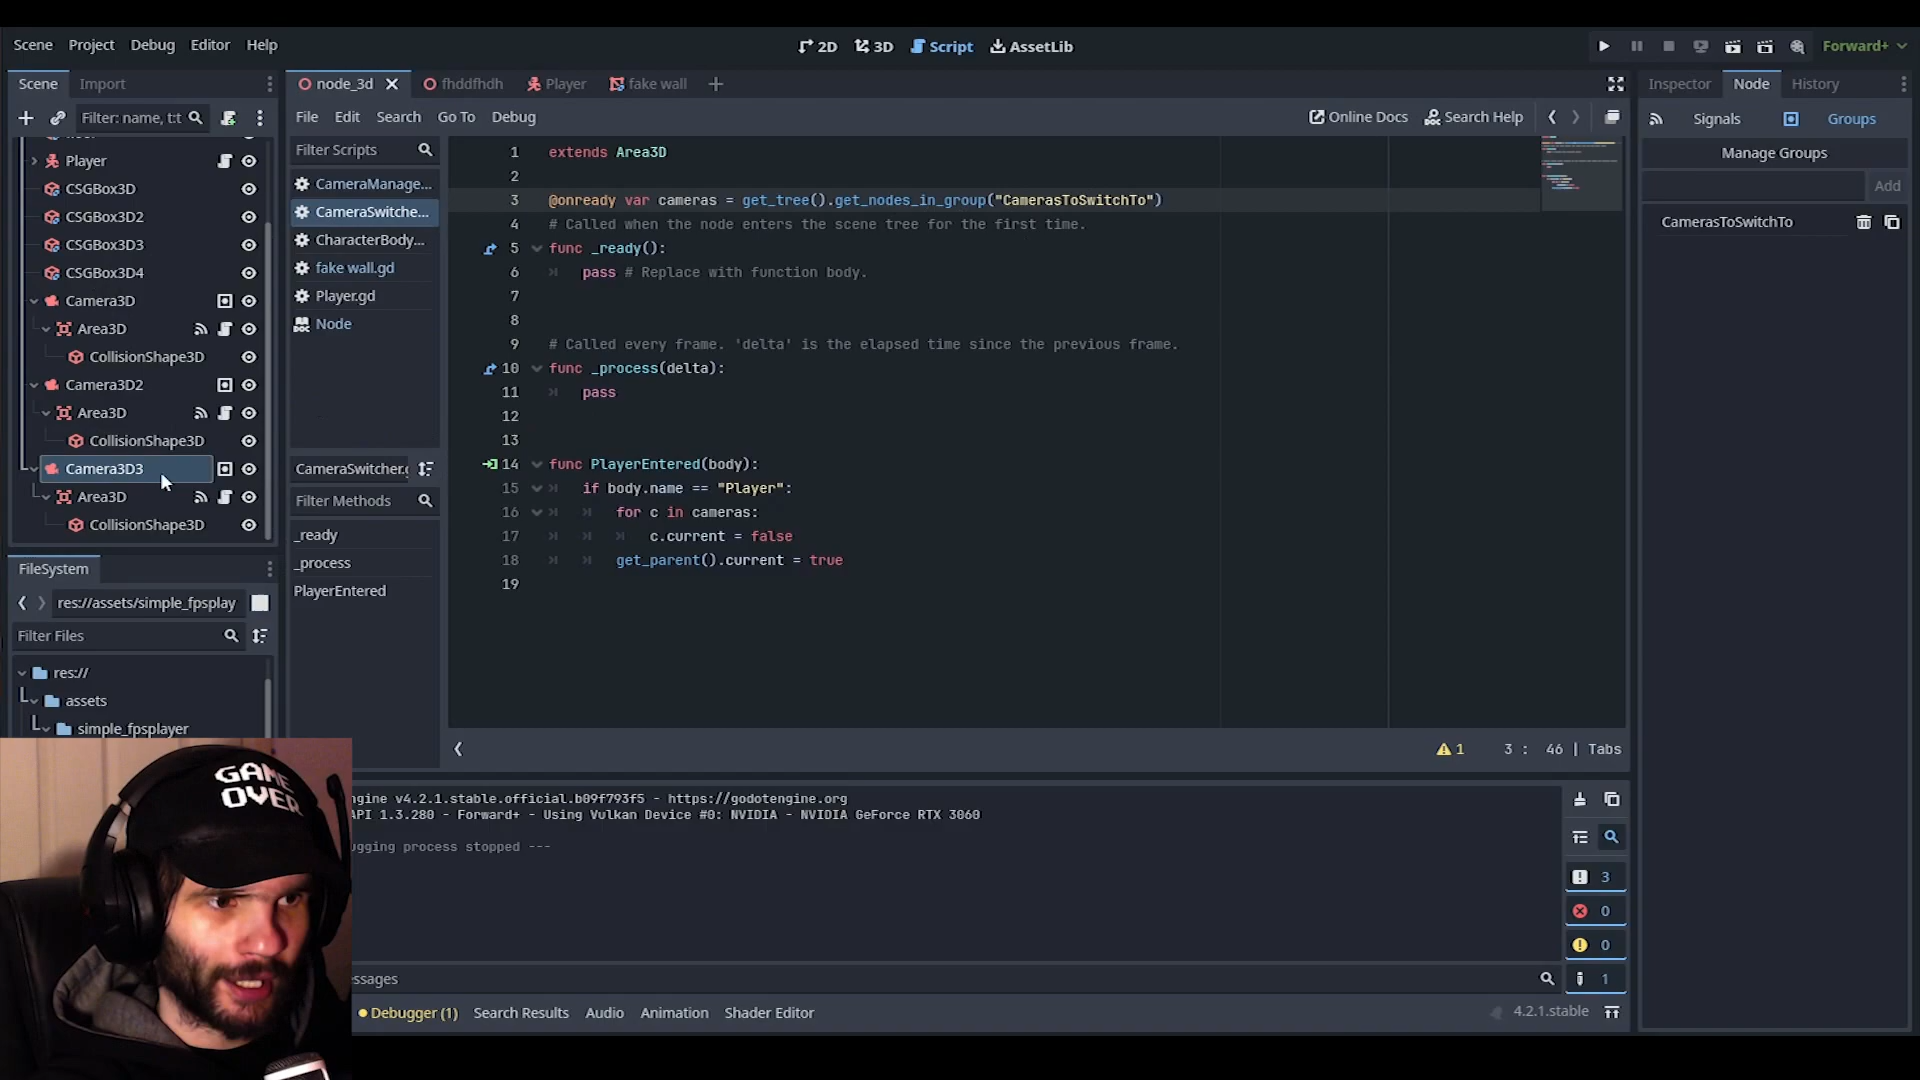 Scene Project Debug Editor Help
2D 3D Script AssetLib
Forward+
Scene Import
Filter: name, t:t
Player
CSGBox3D
CSGBox3D2
CSGBox3D3
CSGBox3D4
Camera3D
Area3D
CollisionShape3D
Camera3D2
Area3D
CollisionShape3D
Camera3D3
Area3D
CollisionShape3D
FileSystem
res://assets/simple_fpsplay
Filter Files
res://
assets
simple_fpsplayer
node_3d fhddfhdh Player fake wall
File Edit Search Go To Debug
Online Docs Search Help
Filter Scripts
CameraManage...
CameraSwitche...
CharacterBody...
fake wall.gd
Player.gd
Node
CameraSwitcher.g
Filter Methods
_ready
_process
PlayerEntered
1 extends Area3D
2
3 @onready var cameras = get_tree().get_nodes_in_group("CamerasToSwitchTo")
4 # Called when the node enters the scene tree for the first time.
5 func _ready():
6 pass # Replace with function body.
7
8
9 # Called every frame. 'delta' is the elapsed time since the previous frame.
10 func _process(delta):
11 pass
12
13
14 func PlayerEntered(body):
15 if body.name == "Player":
16 for c in cameras:
17 c.current = false
18 get_parent().current = true
19
1 3 : 46 | Tabs
ngine v4.2.1.stable.official.b09f793f5 - https://godotengine.org
API 1.3.280 - Forward+ - Using Vulkan Device #0: NVIDIA - NVIDIA GeForce RTX 3060
ugging process stopped ---
3
0
0
1
essages
Debugger (1) Search Results Audio Animation Shader Editor
4.2.1.stable
Inspector Node History
Signals Groups
Manage Groups
Add
CamerasToSwitchTo
GAME
OVER